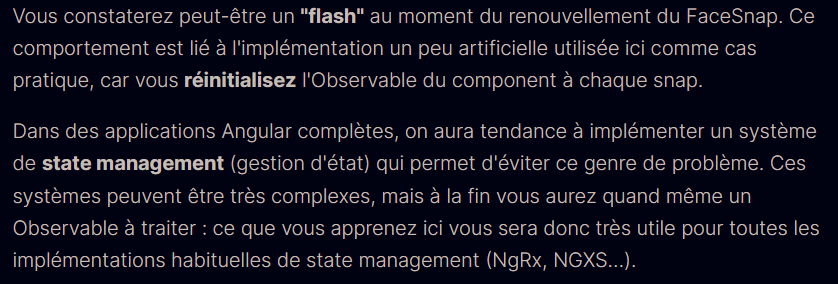 Vous constaterez peut-être un "flash" au moment du renouvellement du FaceSnap. Ce
comportement est lié à l'implémentation un peu artificielle utilisée ici comme cas
pratique, car vous réinitialisez l'Observable du component à chaque snap.
Dans des applications Angular complètes, on aura tendance à implémenter un système
de state management (gestion d'état) qui permet d'éviter ce genre de problème. Ces
systèmes peuvent être très complexes, mais à la fin vous aurez quand même un
Observable à traiter : ce que vous apprenez ici vous sera donc très utile pour toutes les
implémentations habituelles de state management (NgRx, NGXS...).